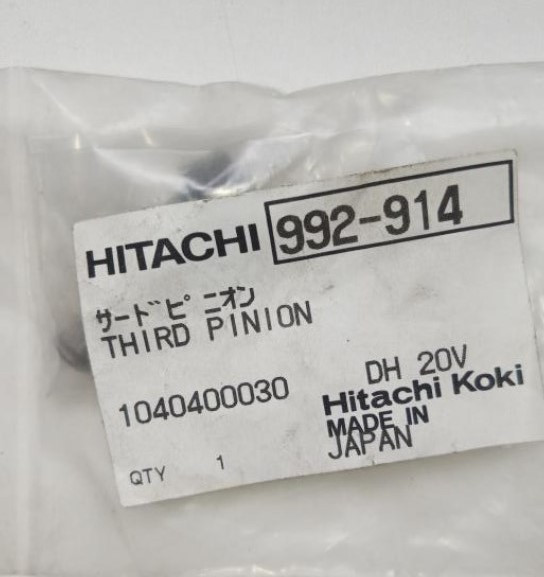 HITACHI 992-914
サードピニオン
THIRD PINION
1040400030
DH 20V
Hitachi Koki
MADE IN
JAPAN
QTY 1